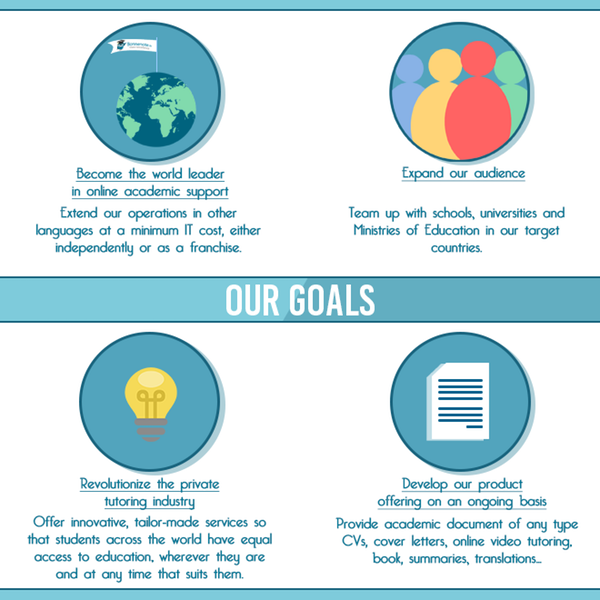 Become the world leader
in online academic support
Extend our operations in other
languages at a minimum IT cost, either
independently or as a franchise.
Expand our audience
Team up with schools, universities and
Ministries of Education in our target
countries.
OUR GOALS
Revolutionize the private
tutoring industry
Offer innovative, tailor-made services so
that students across the world have equal
access to education, wherever they are
and at any time that suits them.
Develop our product
offering on an ongoing basis
Provide academic document of any type
CVs, cover letters, online video tutoring,
book, summaries, translations...